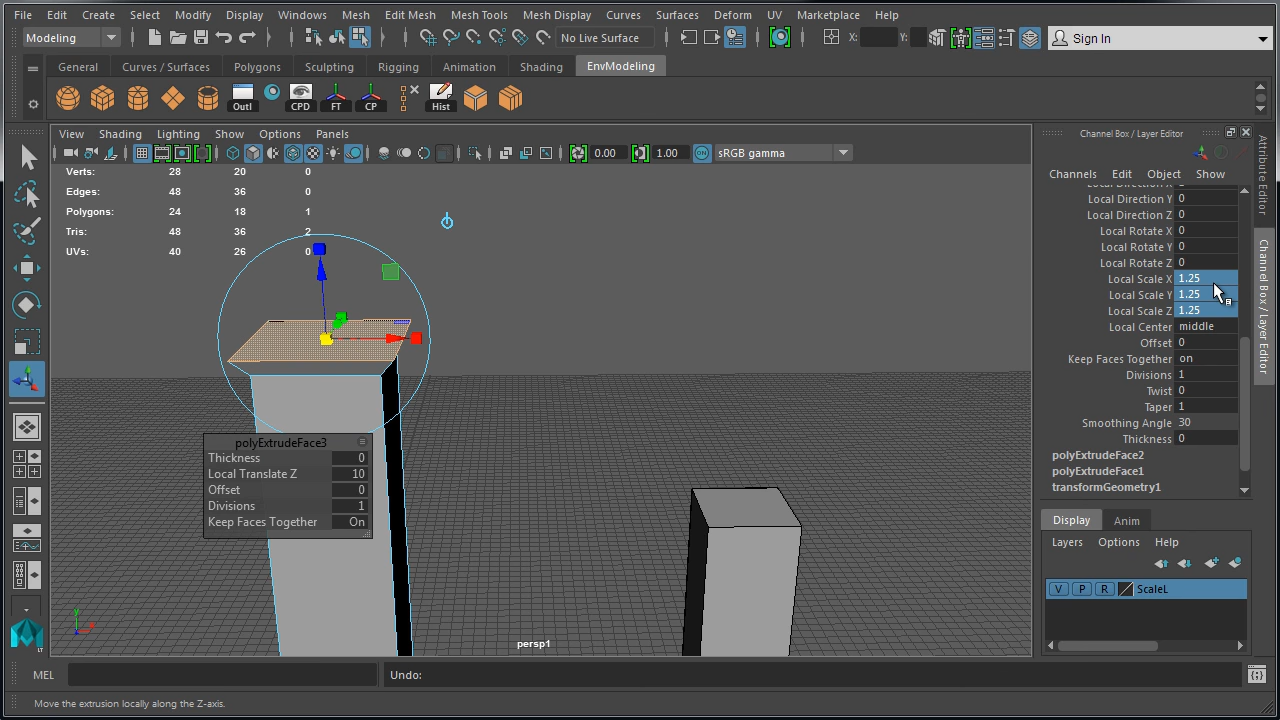 File Edit Create Select Modify Display Windows Mesh Edit Mesh Mesh Tools Mesh Display Curves Surfaces Deform UV Marketplace Help
Modeling No Live Surface X: Y: Sign In
General Curves / Surfaces Polygons Sculpting Rigging Animation Shading EnvModeling
Outl CPD FT CP Hist
View Shading Lighting Show Options Panels
0.00 1.00 sRGB gamma
Verts: 28 20 0
Edges: 48 36 0
Polygons: 24 18 1
Tris: 48 36 2
UVs: 40 26 0
polyExtrudeFace3
Thickness 0
Local Translate Z 10
Offset 0
Divisions 1
Keep Faces Together On
y
persp1
Channel Box / Layer Editor
Channels Edit Object Show
Local Direction X
Local Direction Y 0
Local Direction Z 0
Local Rotate X 0
Local Rotate Y 0
Local Rotate Z 0
Local Scale X 1.25
Local Scale Y 1.25
Local Scale Z 1.25
Local Center middle
Offset 0
Keep Faces Together on
Divisions 1
Twist 0
Taper 1
Smoothing Angle 30
Thickness 0
polyExtrudeFace2
polyExtrudeFace1
transformGeometry1
Display Anim
Layers Options Help
V P R ScaleL
Attribute Editor
Channel Box / Layer Editor
LT
MEL Undo:
Move the extrusion locally along the Z-axis.